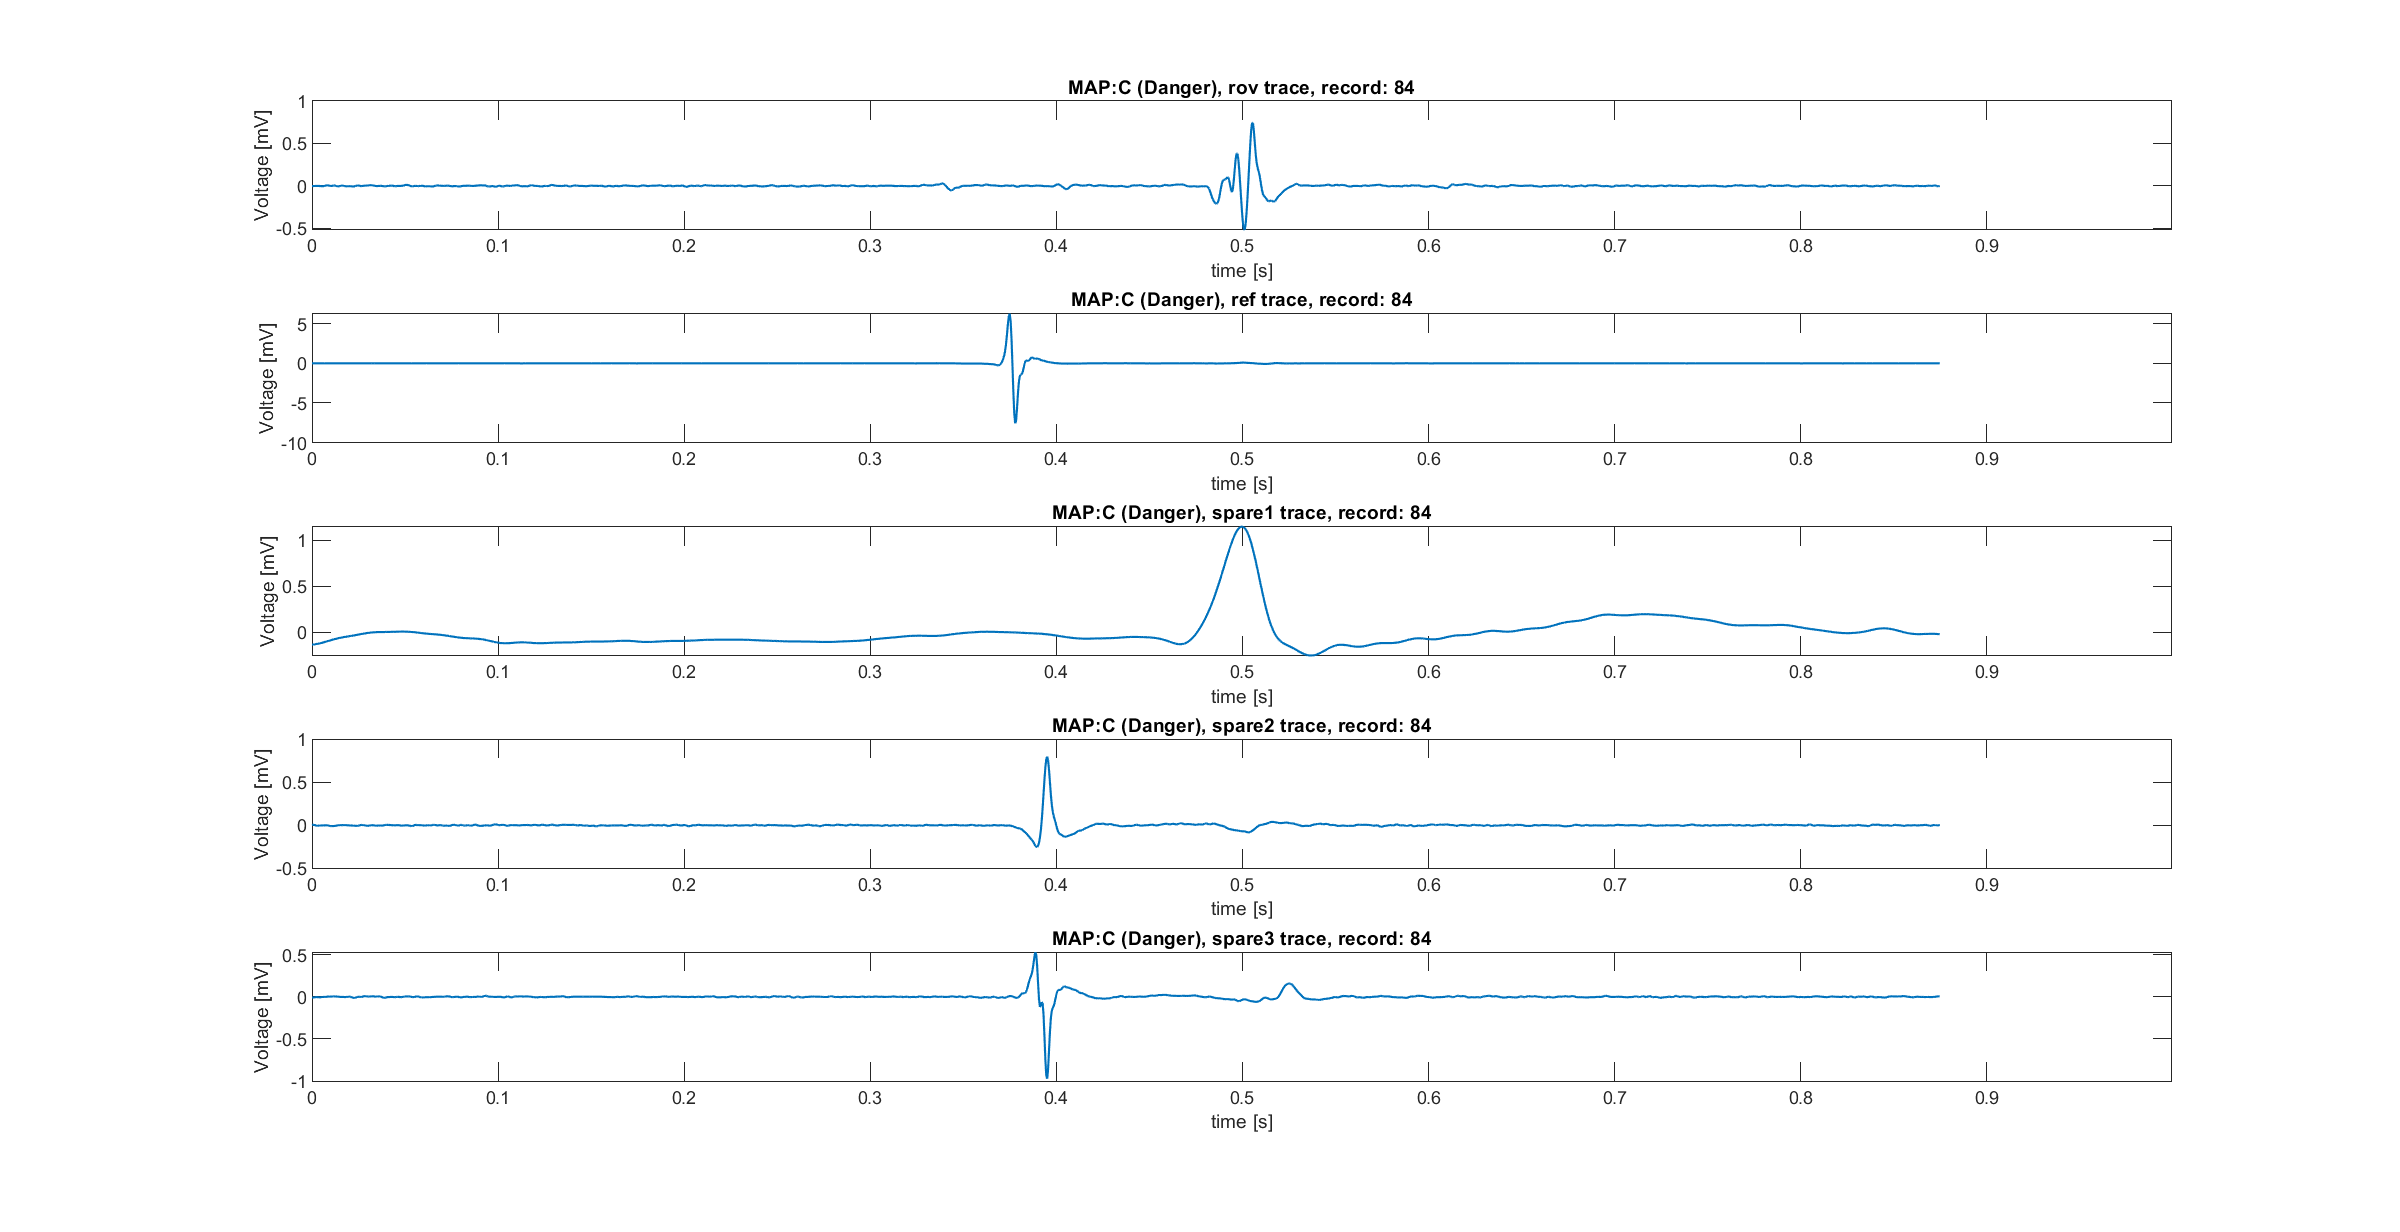 MAP:C (Danger), rov trace, record: 84
Voltage [mV]
1
0.5
0
-0.5
0 0.1 0.2 0.3 0.4 0.5 0.6 0.7 0.8 0.9
time [s]
MAP:C (Danger), ref trace, record: 84
Voltage [mV]
5
0
-5
-10
0 0.1 0.2 0.3 0.4 0.5 0.6 0.7 0.8 0.9
time [s]
MAP:C (Danger), spare1 trace, record: 84
Voltage [mV]
1
0.5
0
0 0.1 0.2 0.3 0.4 0.5 0.6 0.7 0.8 0.9
time [s]
MAP:C (Danger), spare2 trace, record: 84
Voltage [mV]
1
0.5
0
-0.5
0 0.1 0.2 0.3 0.4 0.5 0.6 0.7 0.8 0.9
time [s]
MAP:C (Danger), spare3 trace, record: 84
Voltage [mV]
0.5
0
-0.5
-1
0 0.1 0.2 0.3 0.4 0.5 0.6 0.7 0.8 0.9
time [s]